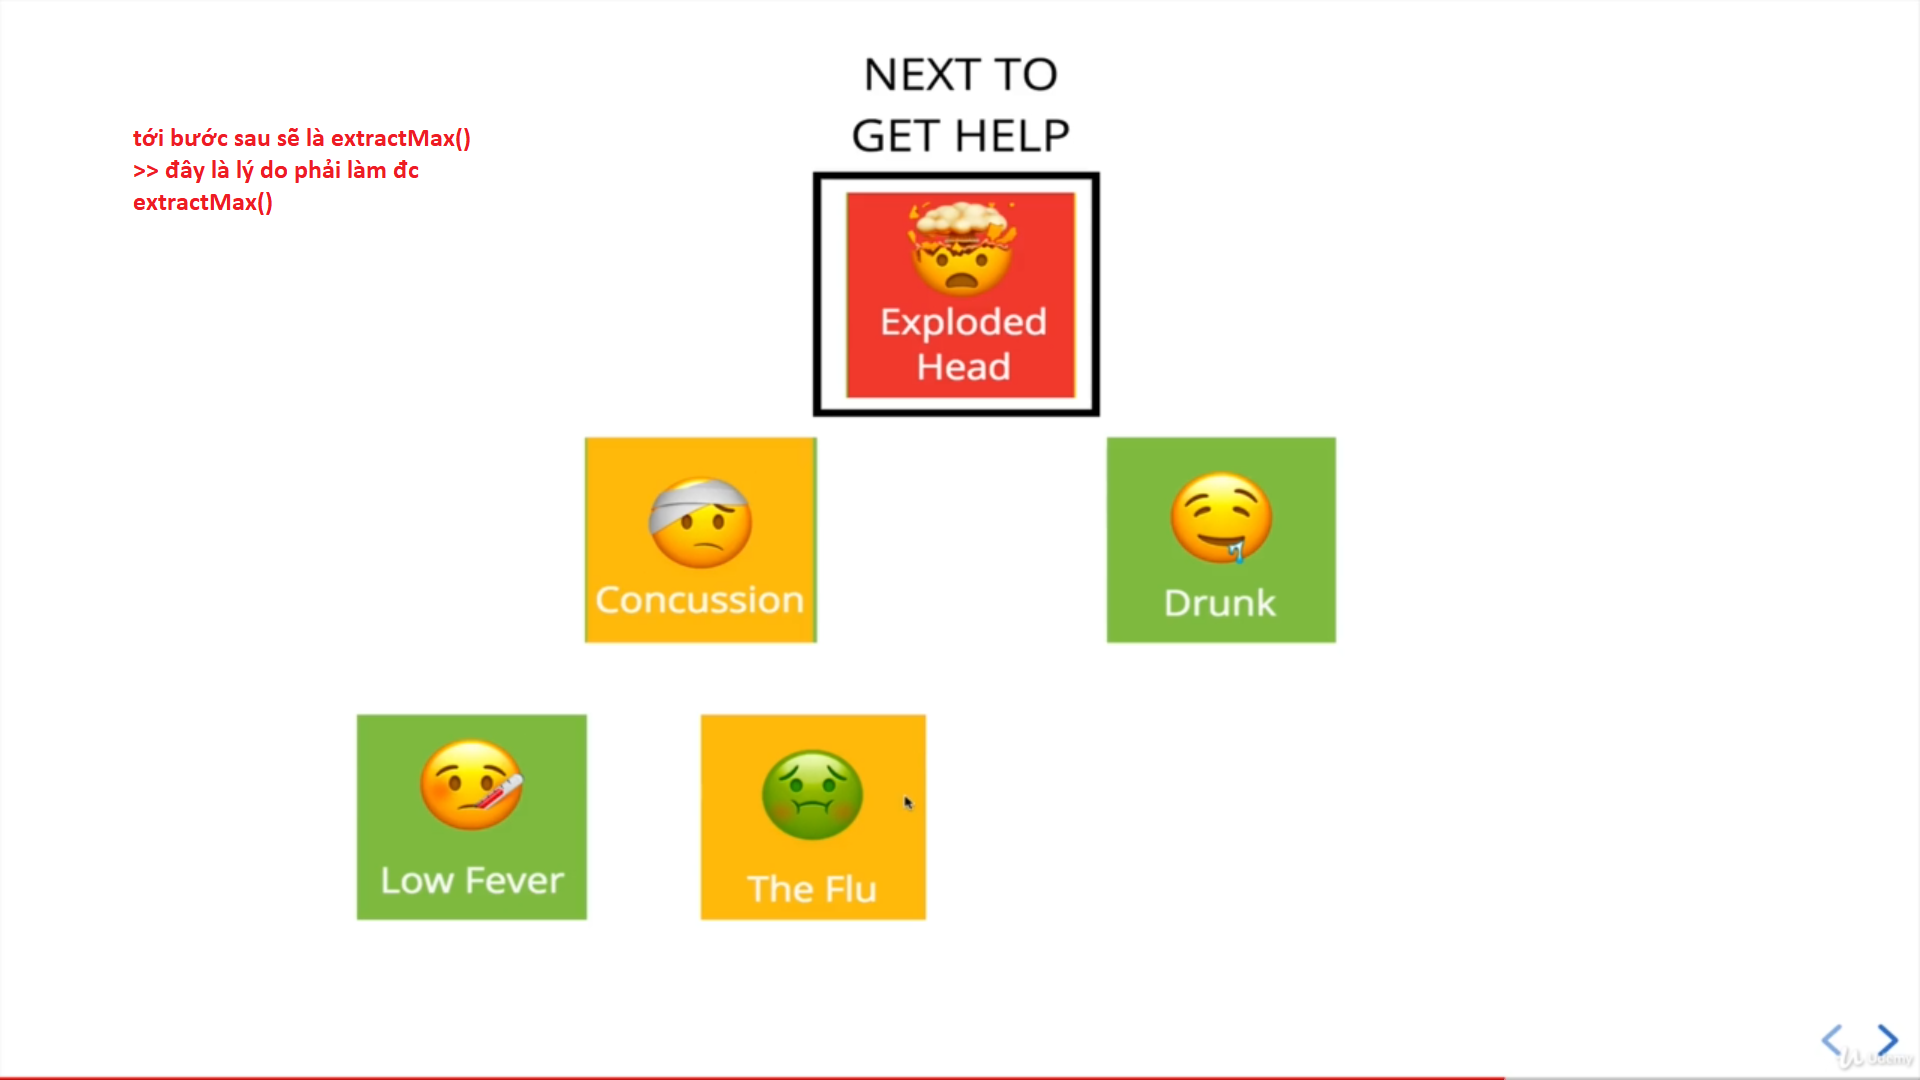 NEXT TO
GET HELP
tới bước sau sẽ là extractMax()
>> đây là lý do phải làm đc
extractMax()
Exploded
Head
Concussion
Drunk
Low Fever
The Flu
Udemy